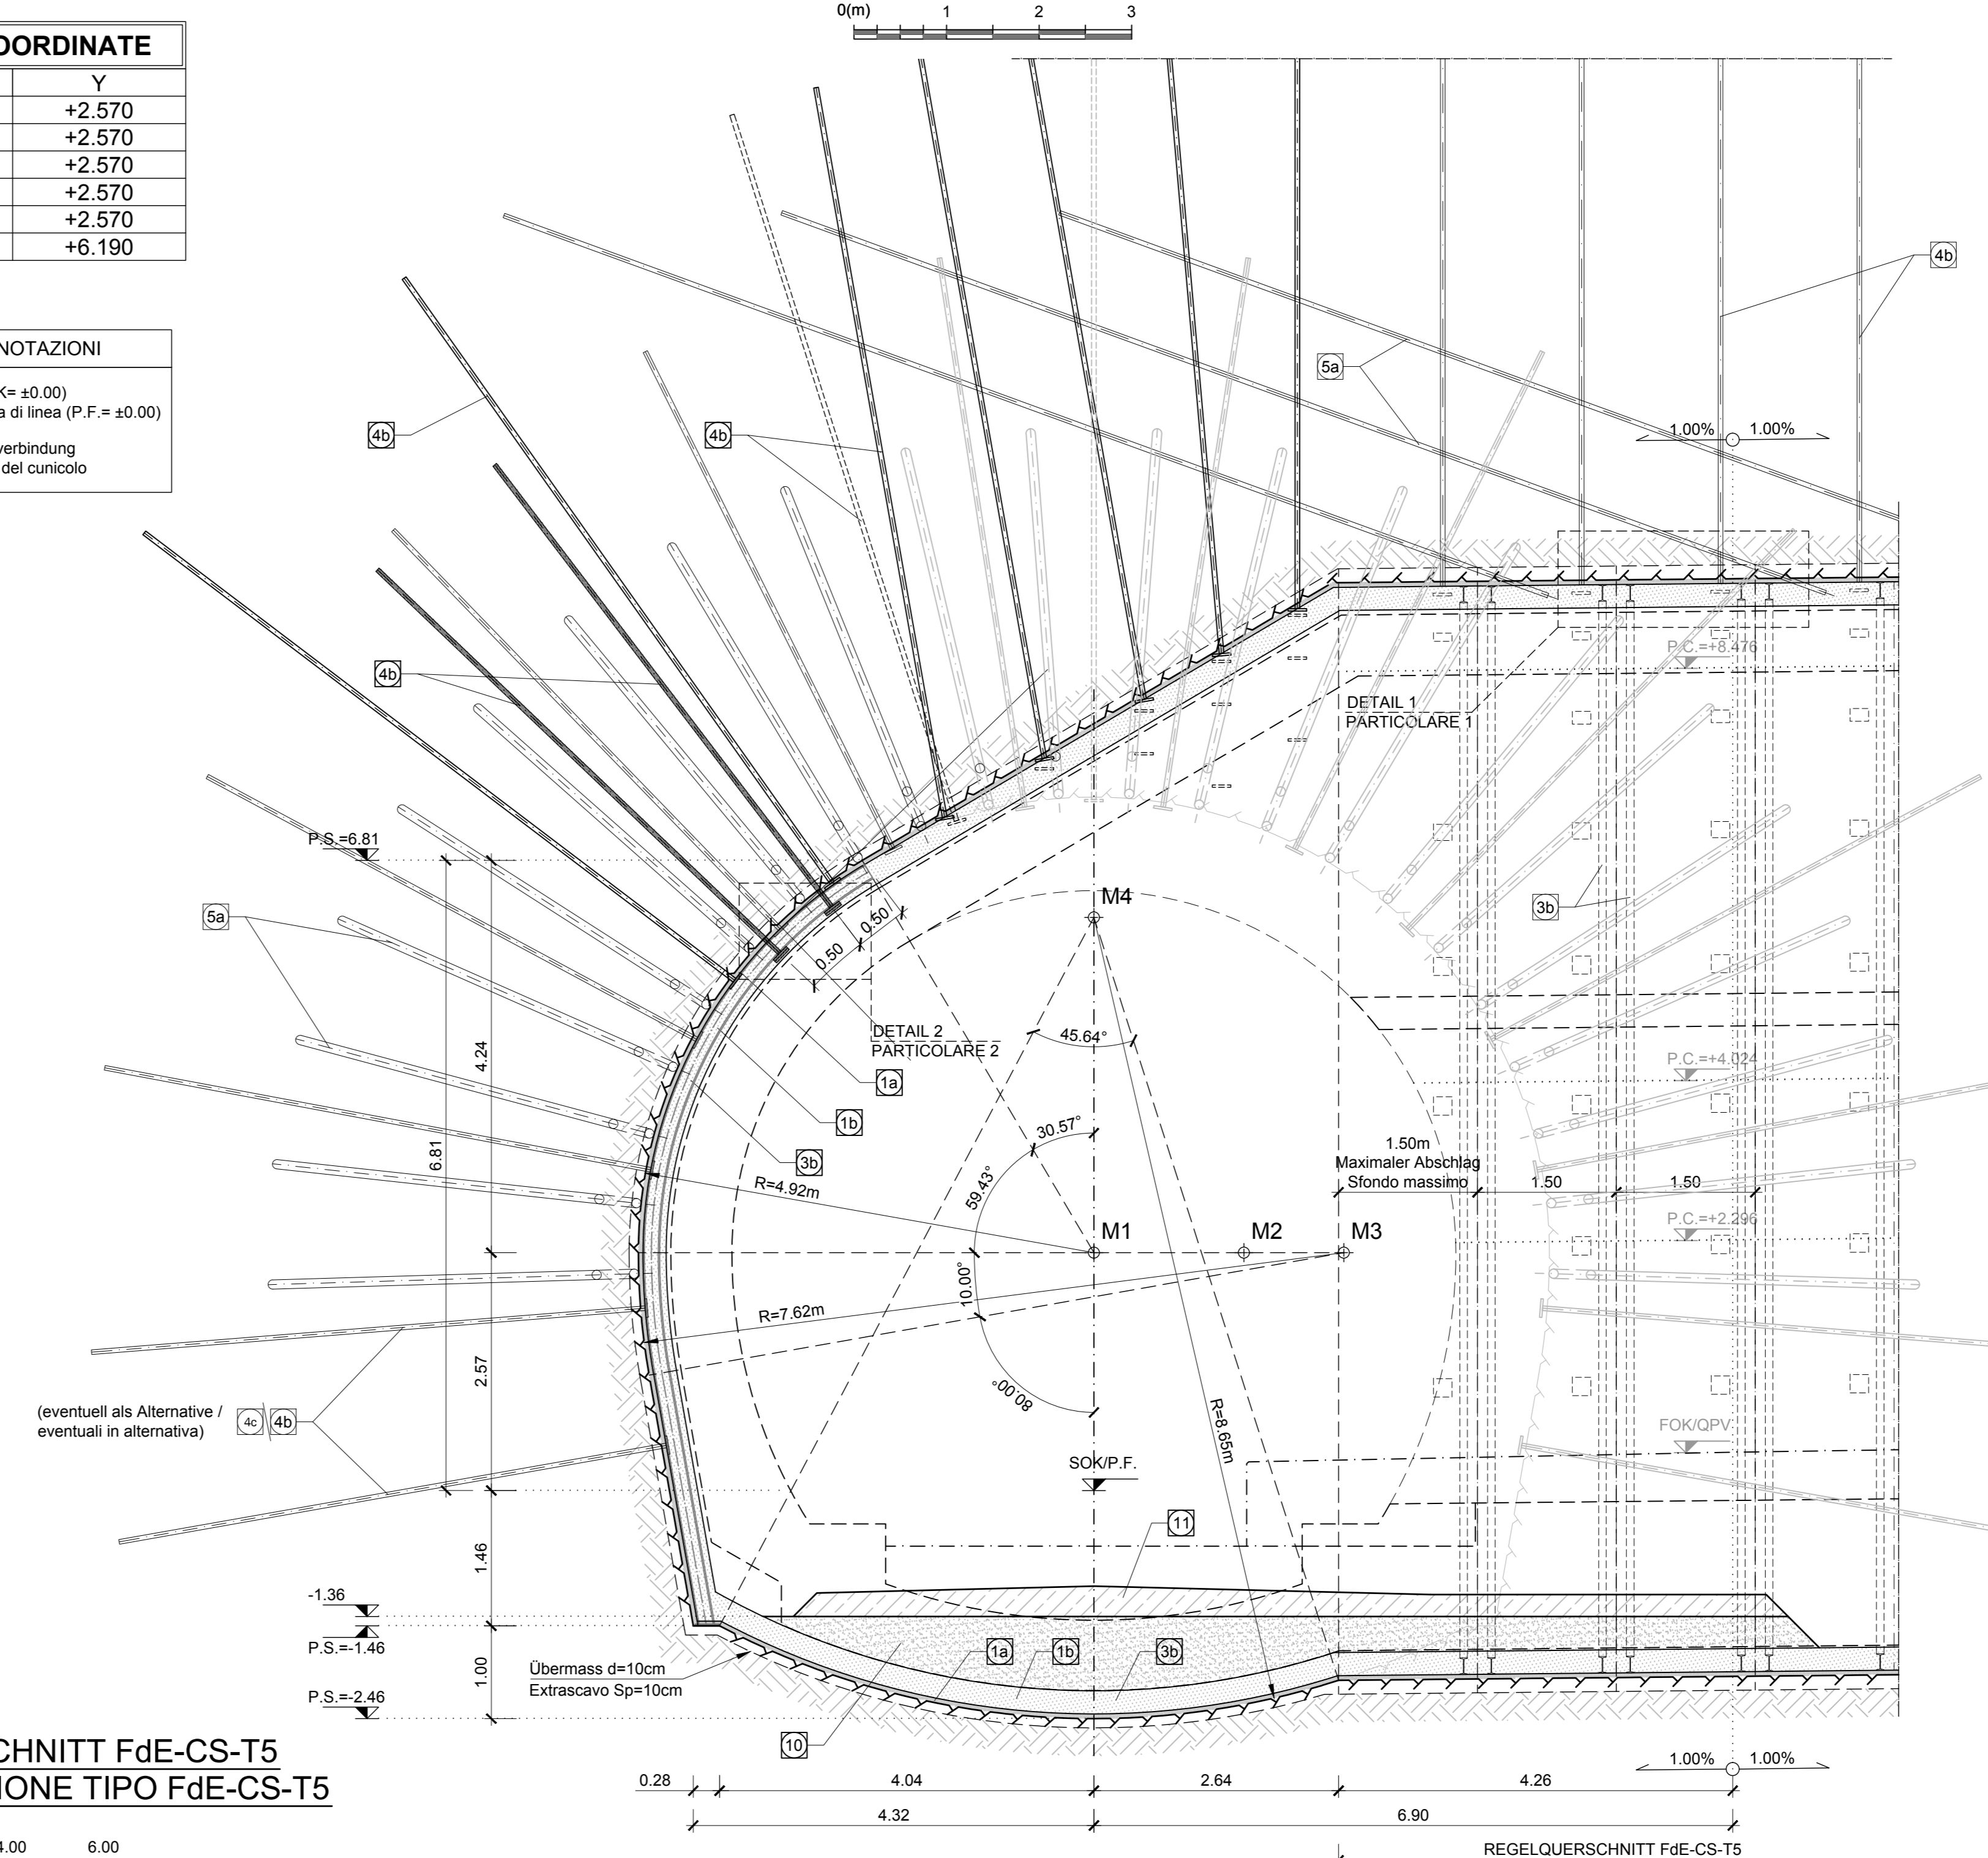 0(m) 1 2 3
OORDINATE
Y
+2.570
+2.570
+2.570
+2.570
+2.570
+6.190
NOTAZIONI
K= ±0.00)
a di linea (P.F.= ±0.00)
verbindung
del cunicolo
4b
5a
1.00% 1.00%
4b
4b
4b
P.C.=+8.476
DETAIL 1
PARTICOLARE 1
P.S.=6.81
5a
3b
M4
0.50
0.50
DETAIL 2
PARTICOLARE 2
45.64°
4.24
P.C.=+4.024
1a
1b
3b
30.57°
59.43°
6.81
R=4.92m
1.50m
Maximaler Abschlag
Sfondo massimo
1.50
1.50
P.C.=+2.296
M1
M2
M3
10.00°
R=7.62m
80.00°
2.57
R=8.65m
(eventuell als Alternative /
eventuali in alternativa)
4c
4b
FOK/QPV
SOK/P.F.
11
1.46
-1.36
P.S.=-1.46
1.00
P.S.=-2.46
Übermass d=10cm
Extrascavo Sp=10cm
1a
1b
3b
10
CHNITT FdE-CS-T5
IONE TIPO FdE-CS-T5
1.00% 1.00%
0.28 4.04 2.64 4.26
4.32 6.90
4.00 6.00
REGELQUERSCHNITT FdE-CS-T5